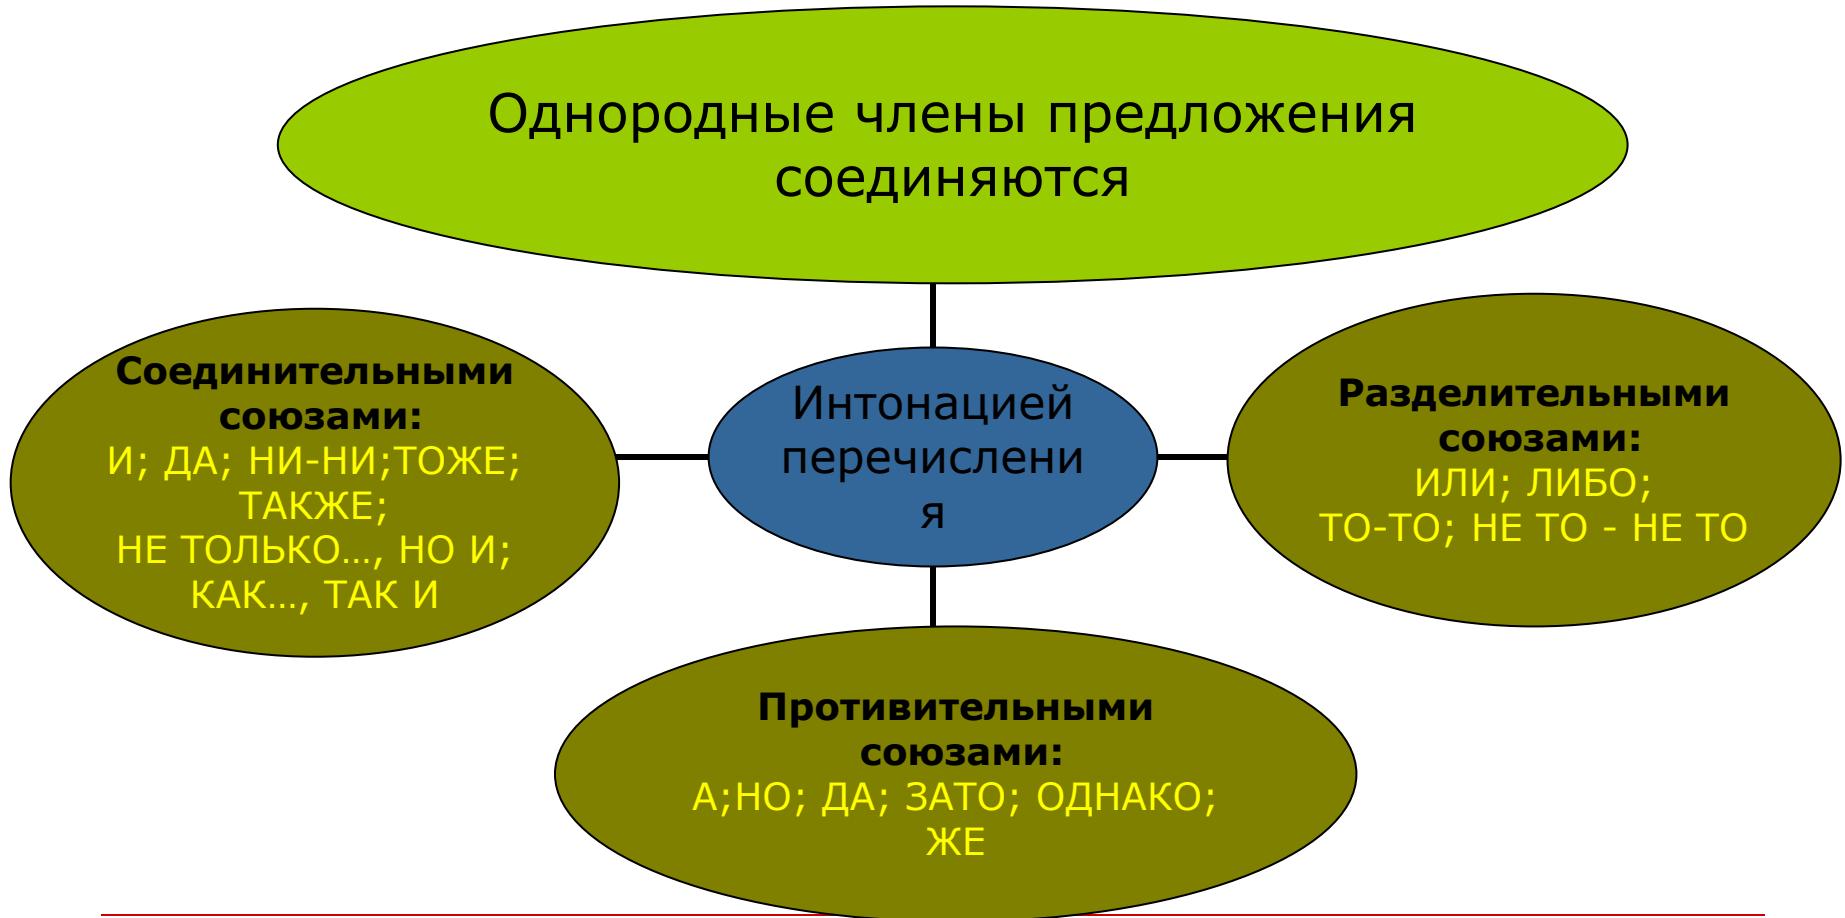 Однородные члены предложения
соединяются
Соединительными
союзами:
И; ДА; НИ-НИ;ТОЖЕ;
ТАКЖЕ;
НЕ ТОЛЬКО…, НО И;
КАК…, ТАК И
Интонацией
перечислени
я
Разделительными
союзами:
ИЛИ; ЛИБО;
ТО-ТО; НЕ ТО - НЕ ТО
Противительными
союзами:
А;НО; ДА; ЗАТО; ОДНАКО;
ЖЕ